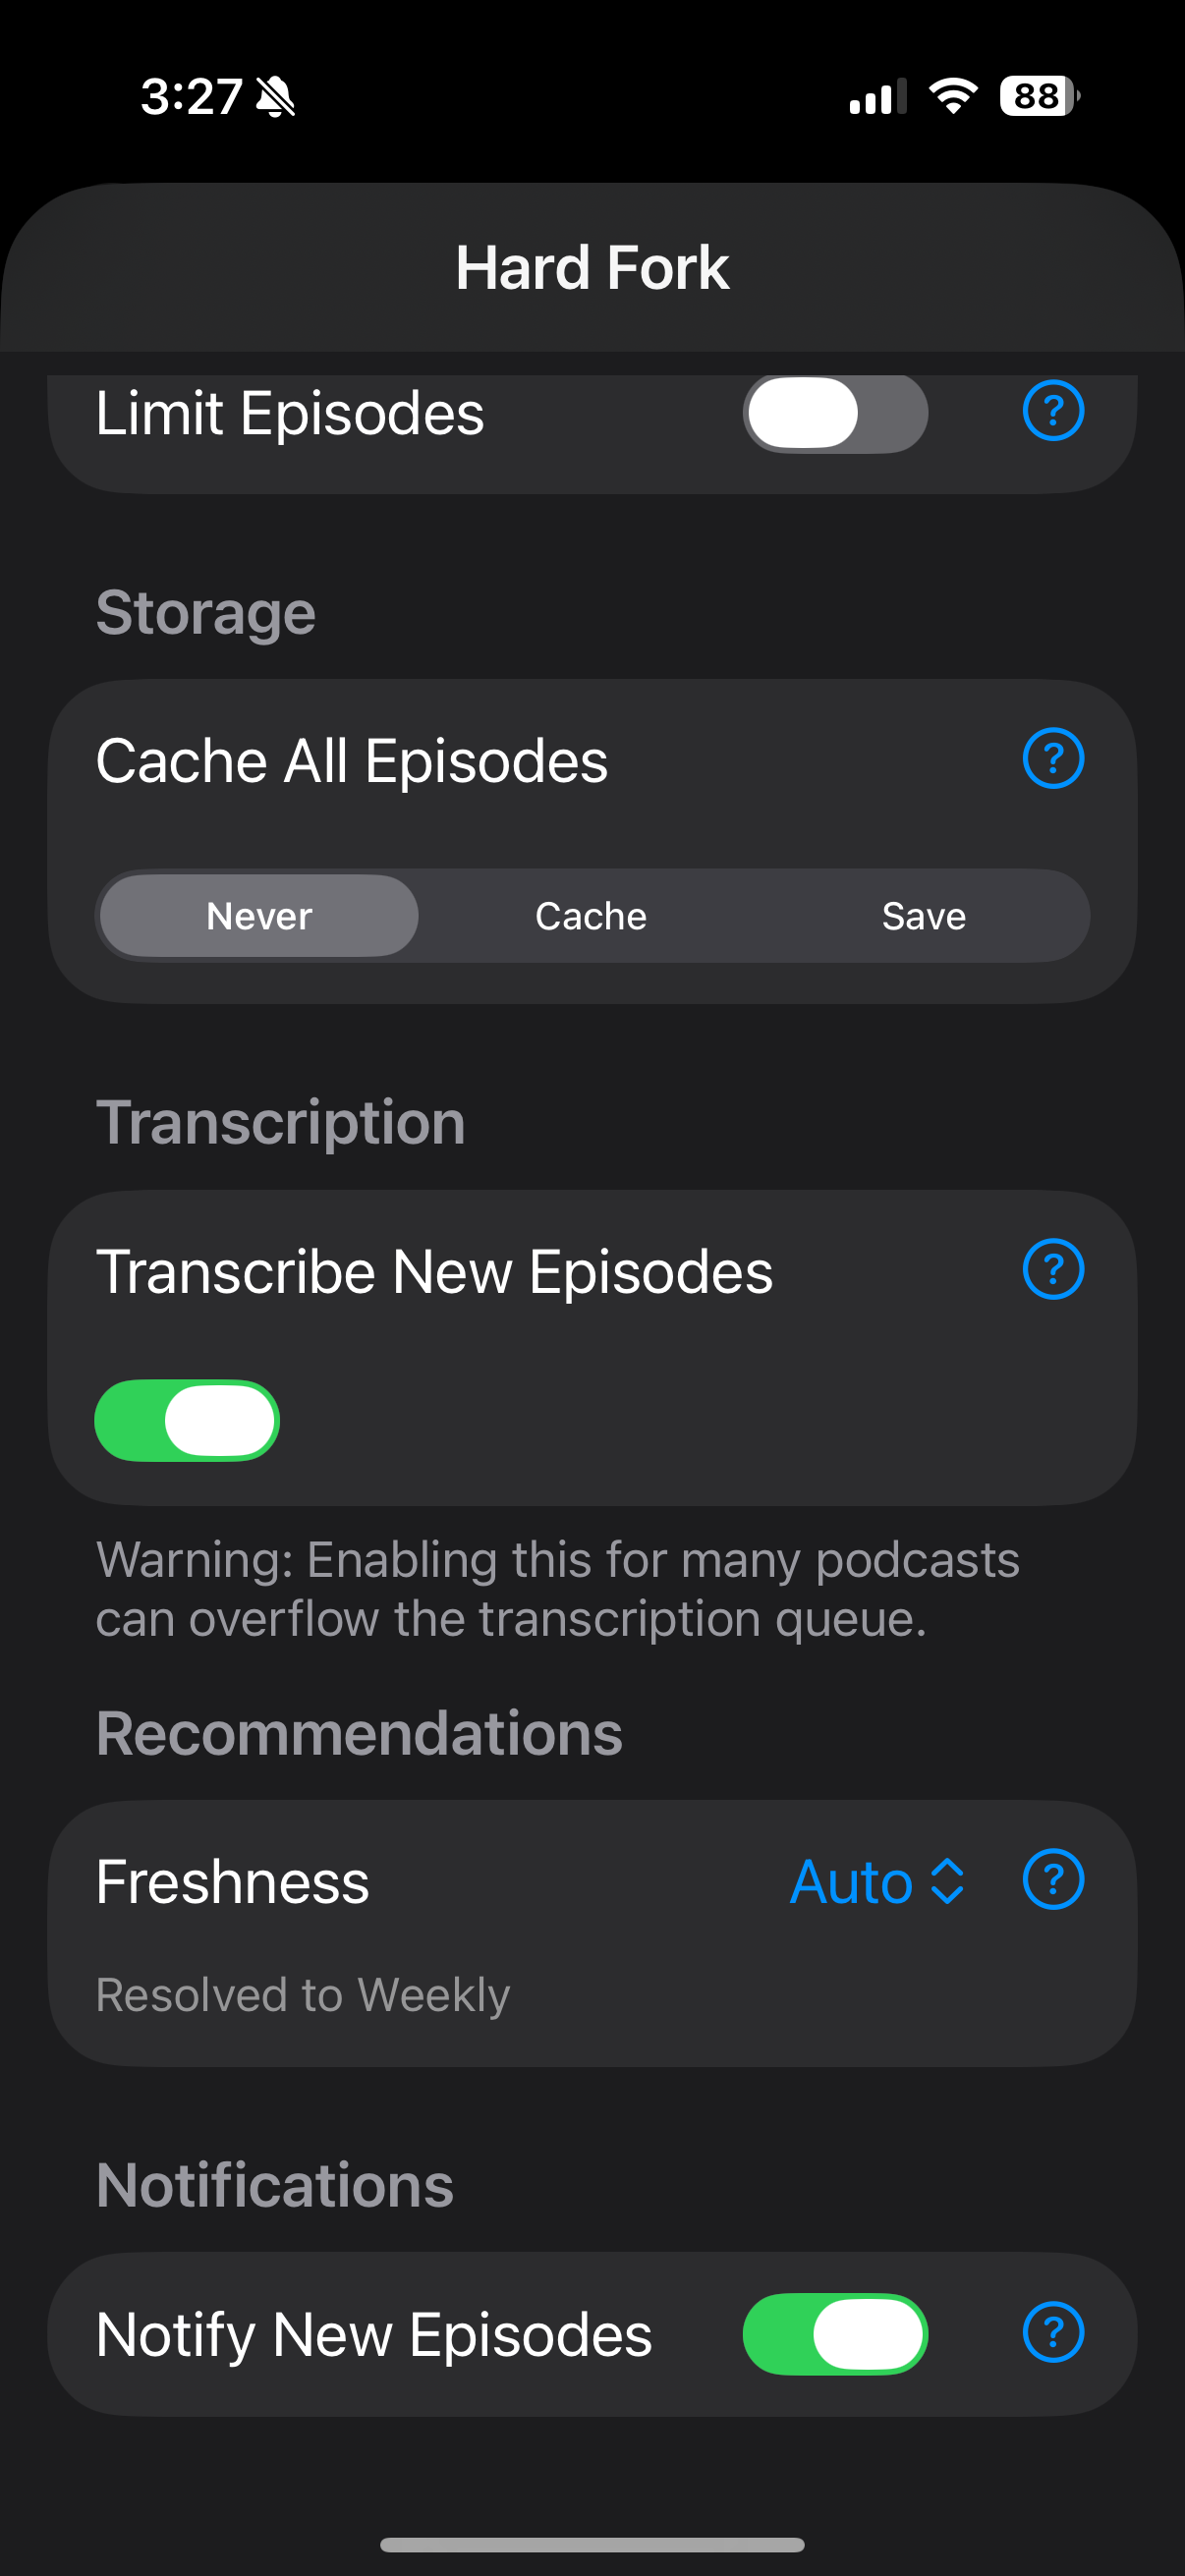 3:27
88
Hard Fork
Limit Episodes ?
Storage
Cache All Episodes ?
Never Cache Save
Transcription
Transcribe New Episodes ?
Warning: Enabling this for many podcasts
can overflow the transcription queue.
Recommendations
Freshness Auto ?
Resolved to Weekly
Notifications
Notify New Episodes ?